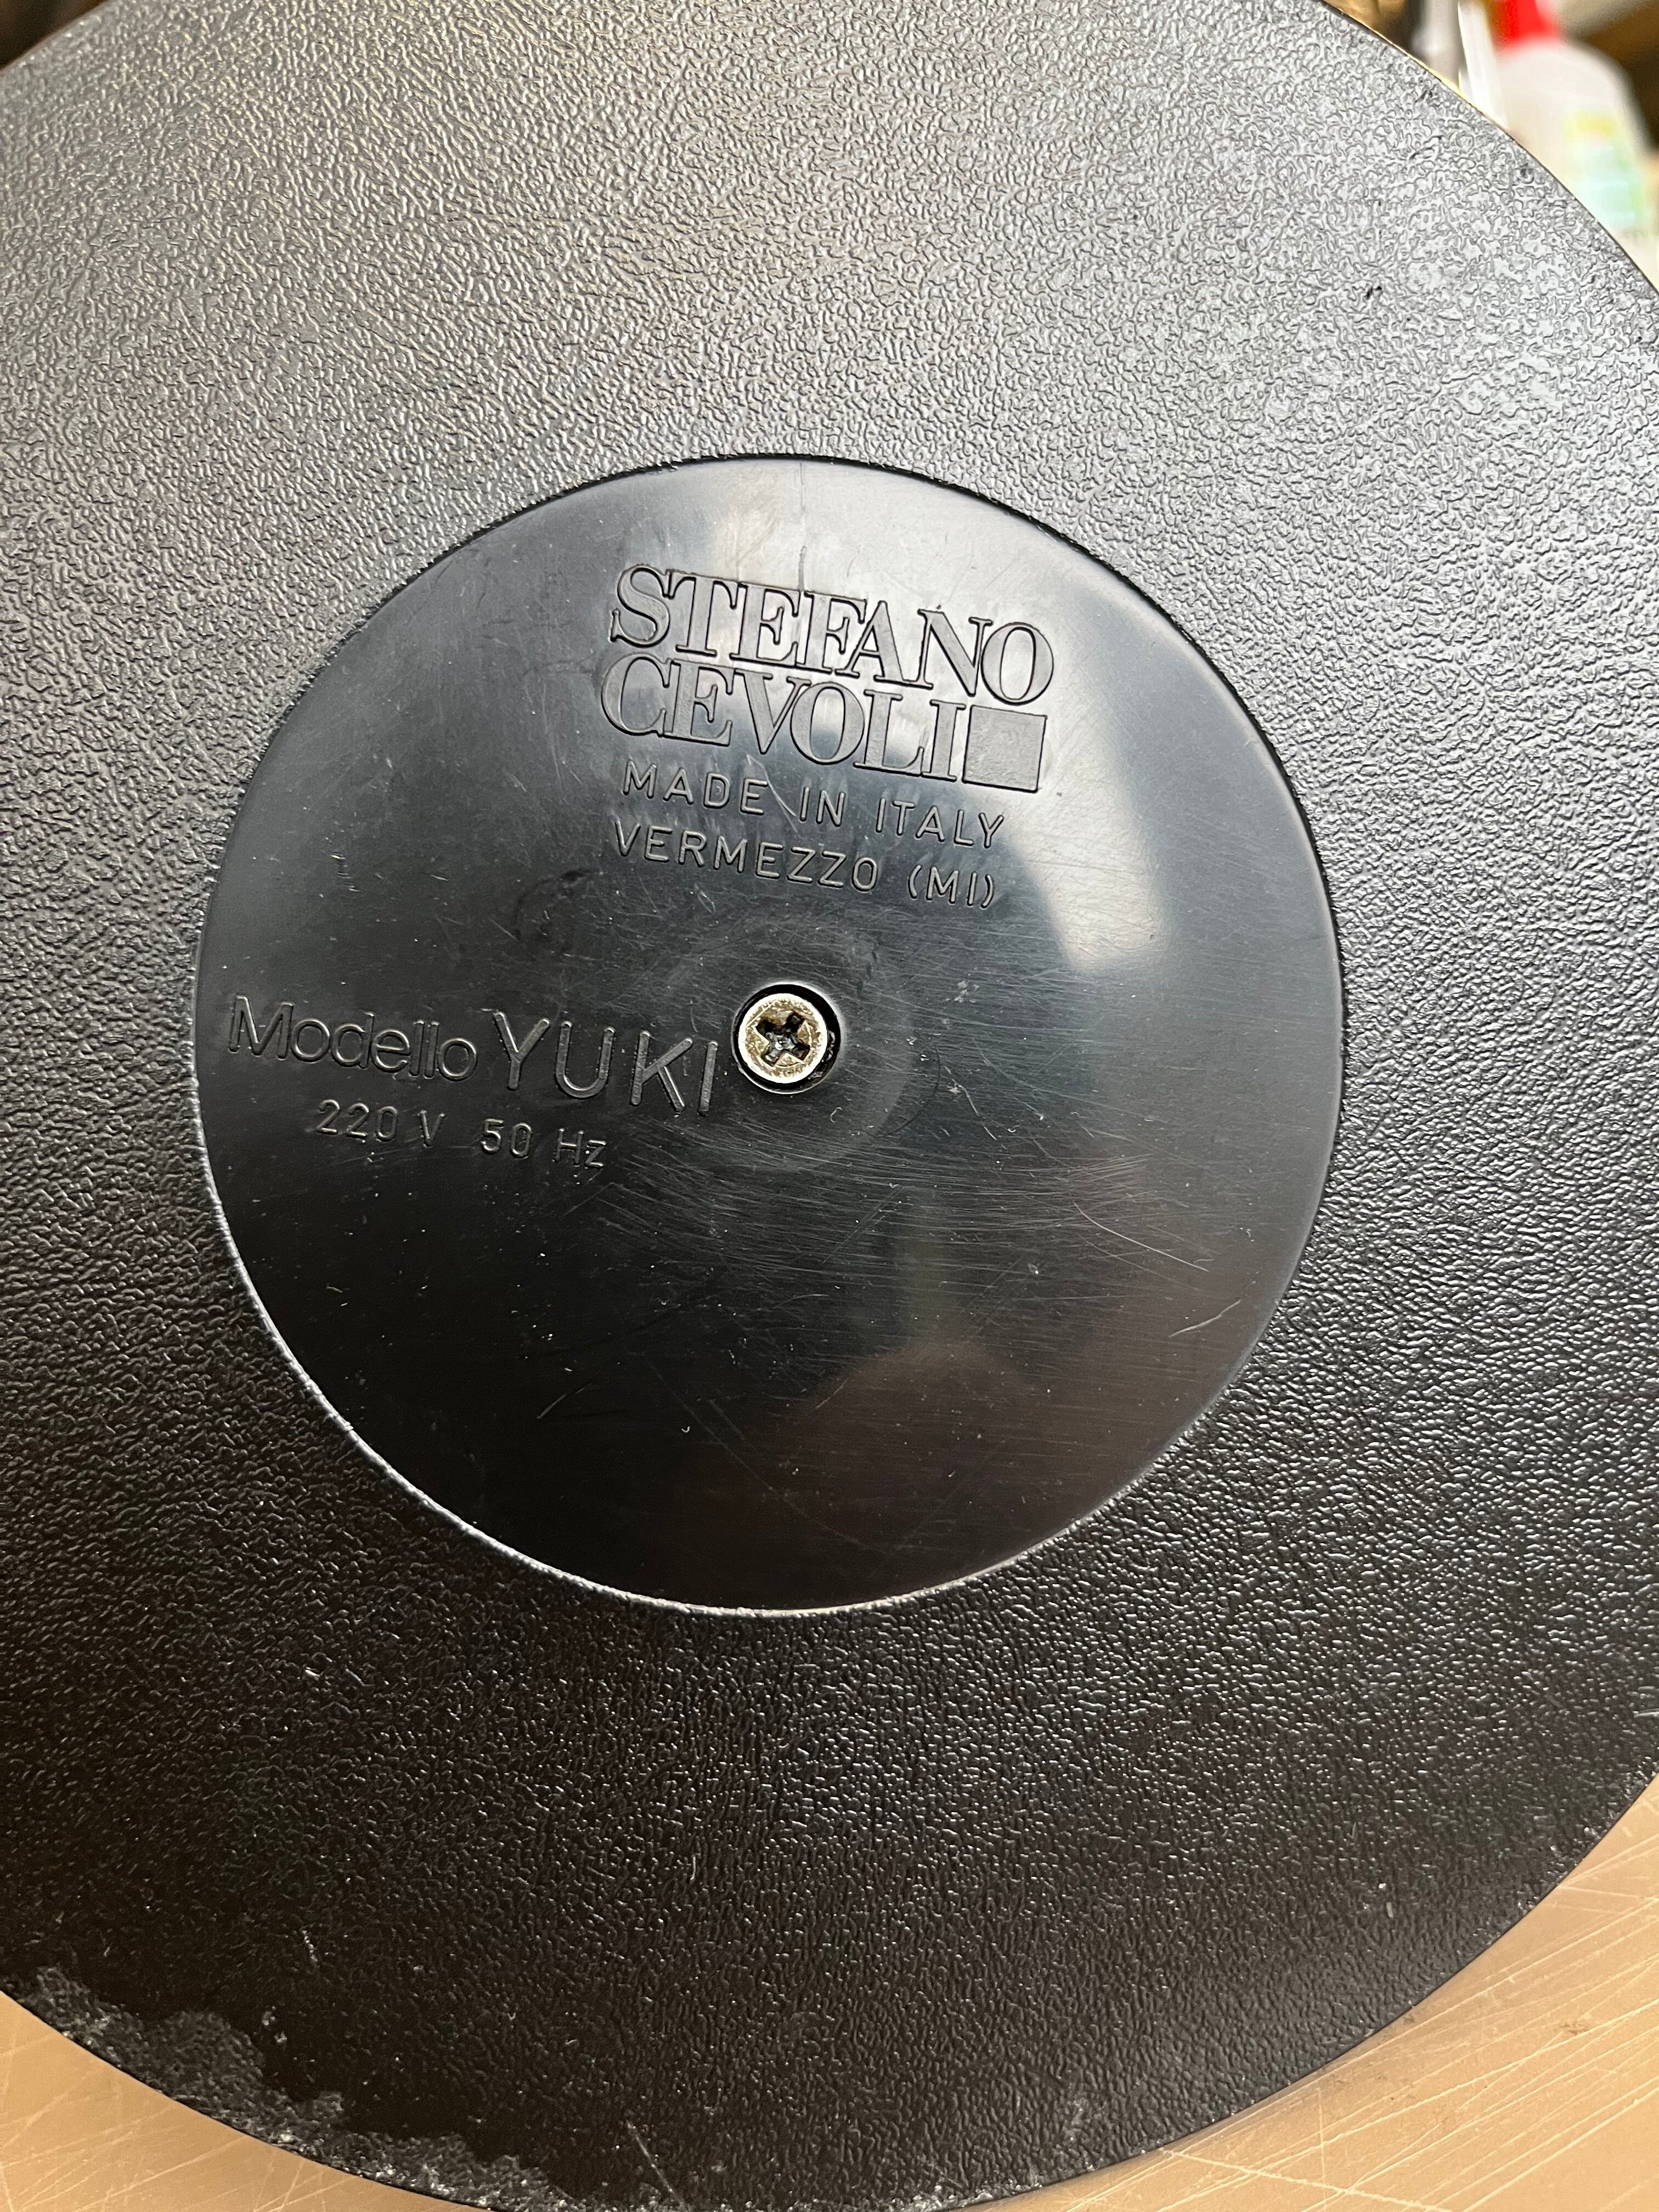 STEFANO
CEVOLI
MADE IN ITALY
VERMEZZO (MI)
Modello YUKI
220 V 50 Hz